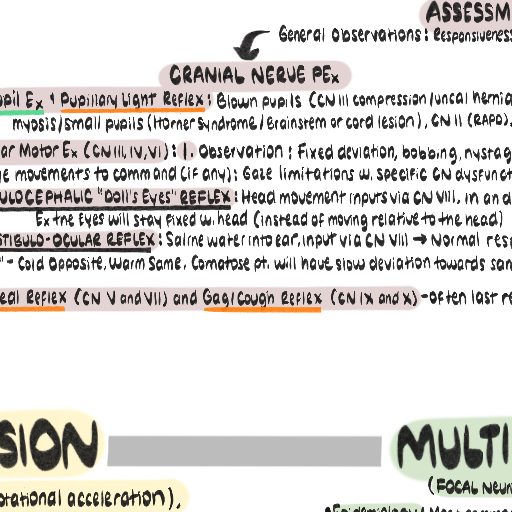 ASSESSM
General Observations: Responsiveness
CRANIAL NERVE PEx
upil Ex & Pupillary Light Reflex: Blown pupils (CN III compression/uncal hernia
myosis/small pupils (Horner Syndrome/Brainstem or cord lesion), CN II (RAPD).
ar Motor Ex (CN III, IV, VI): 1. Observation: Fixed deviation, bobbing, nystag
e movements to command (if any): Gaze limitations w. specific CN dysfunct
ULOCEPHALIC "Doll's Eyes" REFLEX: Head movement inputs via CN VIII, in an d
Ex the Eyes will stay fixed w. head (instead of moving relative to the head)
STIBULO-OCULAR REFLEX: Saline water into ear, input via CN VIII → Normal resp
" - Cold Opposite, Warm Same. Comatose pt. will have slow deviation towards sam
eal Reflex (CN V and VII) and Gag/Cough Reflex (CN IX and X) -often last re
SION
MULTI
(FOCAL NEUR
otational acceleration).